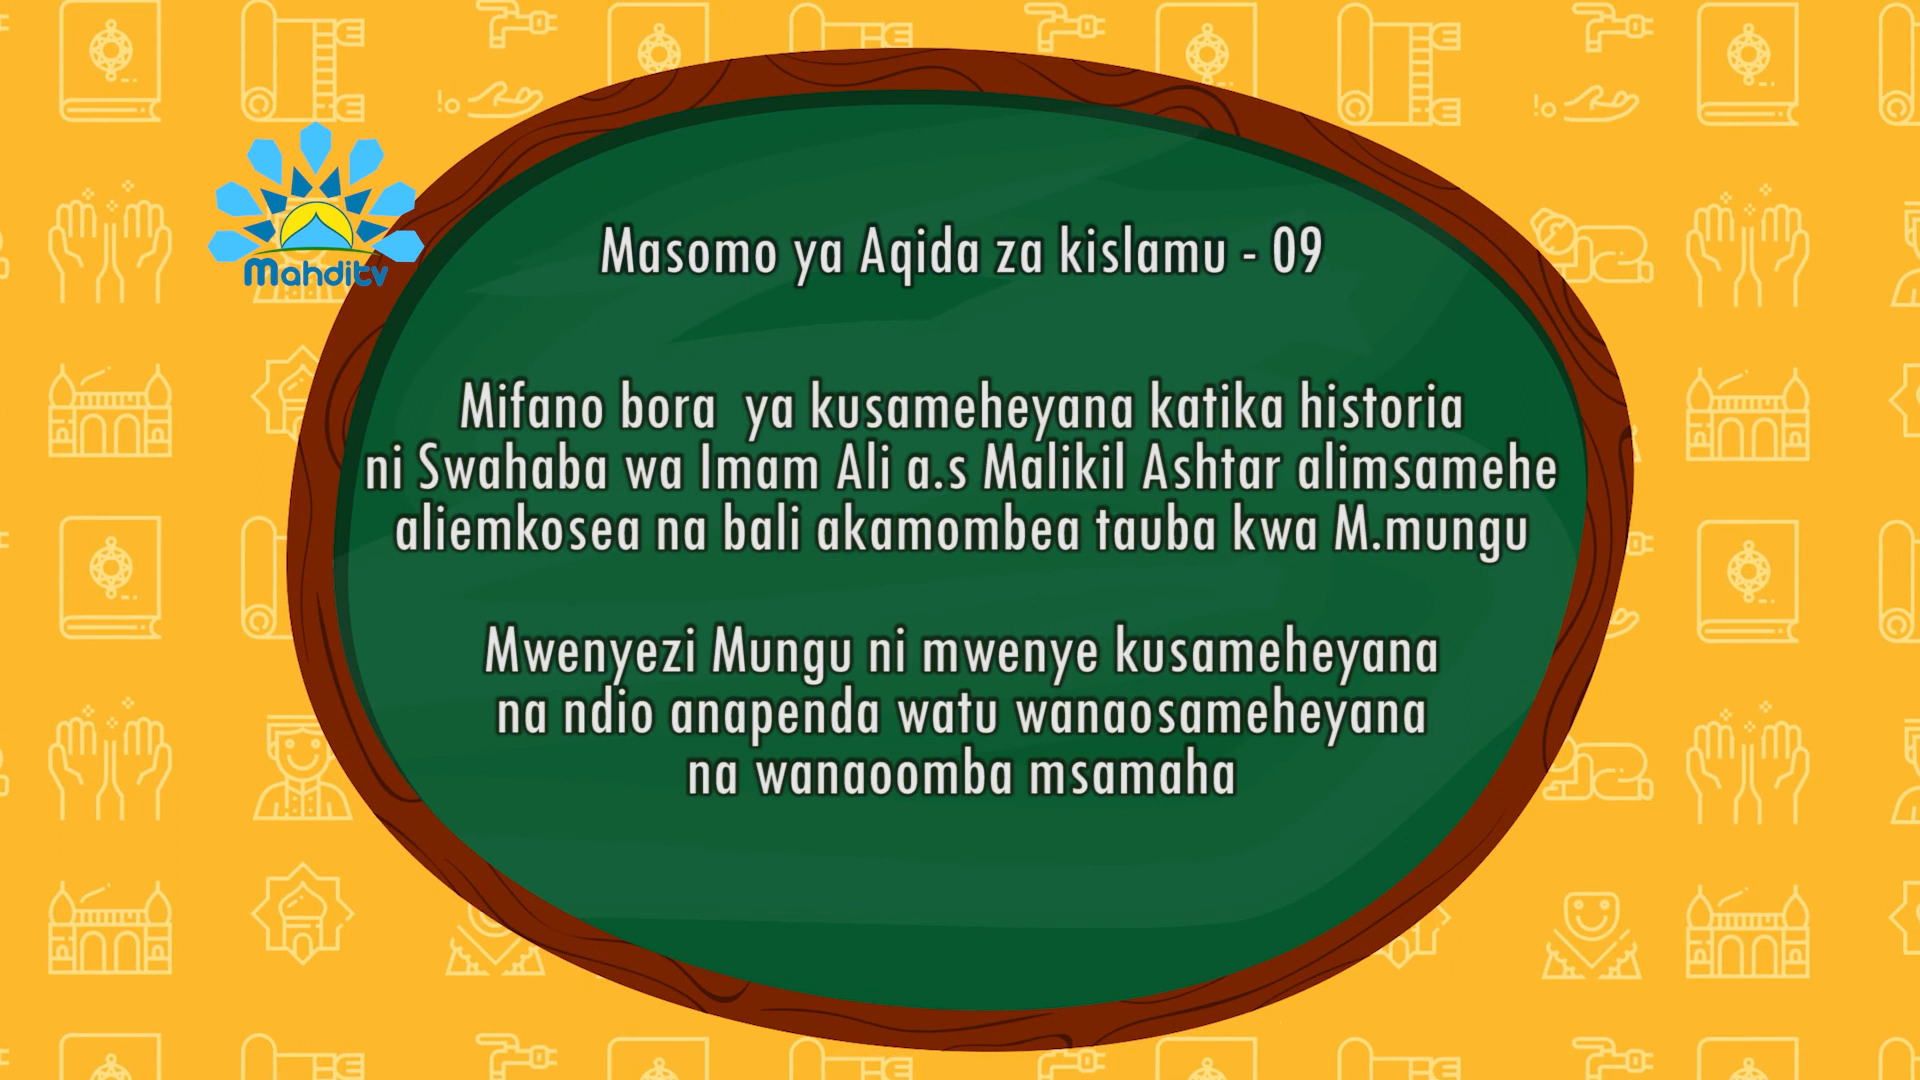 Mahditv
Masomo ya Aqida za kislamu - 09
Mifano bora ya kusameheyana katika historia
ni Swahaba wa Imam Ali a.s Malikil Ashtar alimsamehe
aliemkosea na bali akamombea tauba kwa M.mungu
Mwenyezi Mungu ni mwenye kusameheyana
na ndio anapenda watu wanaosameheyana
na wanaoomba msamaha